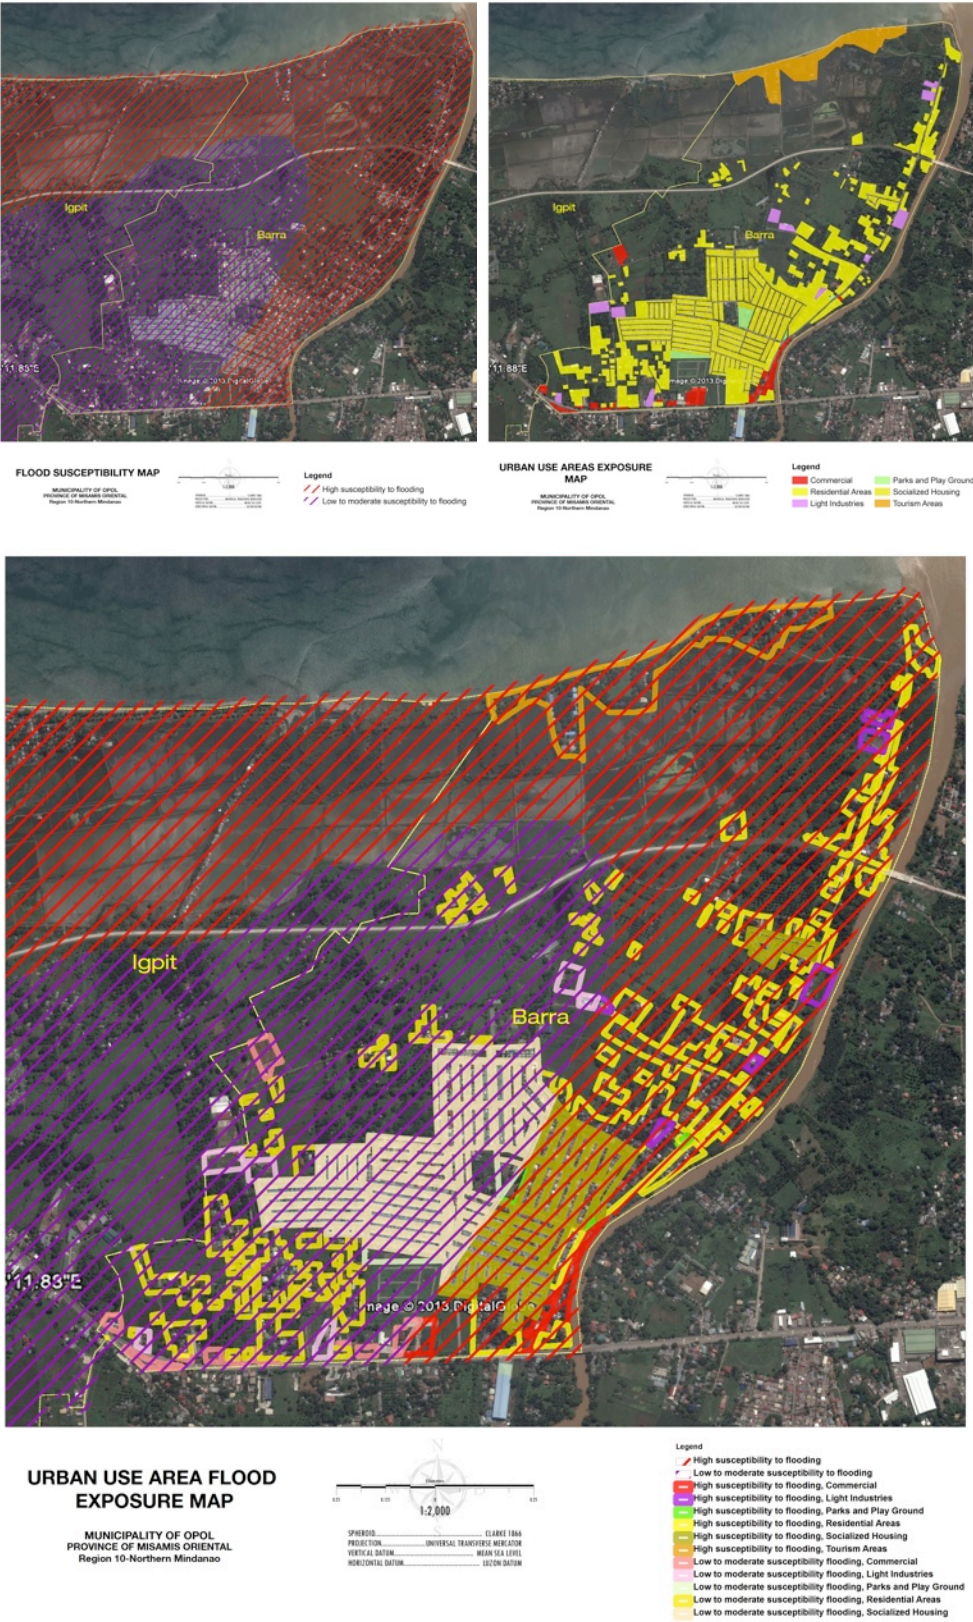 Igpit
Barra
11.83"E
Image © 2013 DigitalGlobe
Igpit
Barra
11.88"E
Image © 2013 DigitalGlobe
FLOOD SUSCEPTIBILITY MAP
MUNICIPALITY OF OPOL
PROVINCE OF MISAMIS ORIENTAL
Region 10-Northern Mindanao
Legend
High susceptibility to flooding
Low to moderate susceptibility to flooding
URBAN USE AREAS EXPOSURE
MAP
MUNICIPALITY OF OPOL
PROVINCE OF MISAMIS ORIENTAL
Region 10-Northern Mindanao
Legend
Commercial
Residential Areas
Light Industries
Parks and Play Ground
Socialized Housing
Tourism Areas
Igpit
Barra
11.83"E
Image © 2013 DigitalGlobe
URBAN USE AREA FLOOD
EXPOSURE MAP
MUNICIPALITY OF OPOL
PROVINCE OF MISAMIS ORIENTAL
Region 10-Northern Mindanao
N
1:2,000
SPHEROID CLARKE 1866
PROJECTION UNIVERSAL TRANSVERSE MERCATOR
VERTICAL DATUM MEAN SEA LEVEL
HORIZONTAL DATUM LUZON DATUM
Legend
High susceptibility to flooding
Low to moderate susceptibility to flooding
High susceptibility to flooding, Commercial
High susceptibility to flooding, Light Industries
High susceptibility to flooding, Parks and Play Ground
High susceptibility to flooding, Residential Areas
High susceptibility to flooding, Socialized Housing
High susceptibility to flooding, Tourism Areas
Low to moderate susceptibility flooding, Commercial
Low to moderate susceptibility flooding, Light Industries
Low to moderate susceptibility flooding, Parks and Play Ground
Low to moderate susceptibility flooding, Residential Areas
Low to moderate susceptibility flooding, Socialized Housing